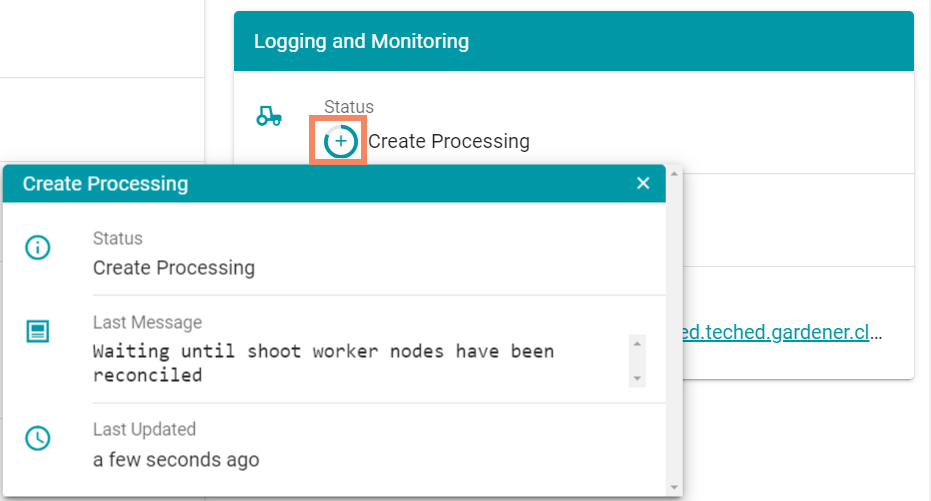 Logging and Monitoring
Status
Create Processing
Create Processing
Status
Create Processing
Last Message
Waiting until shoot worker nodes have been
reconciled
ed.teched.gardener.cl...
Last Updated
a few seconds ago